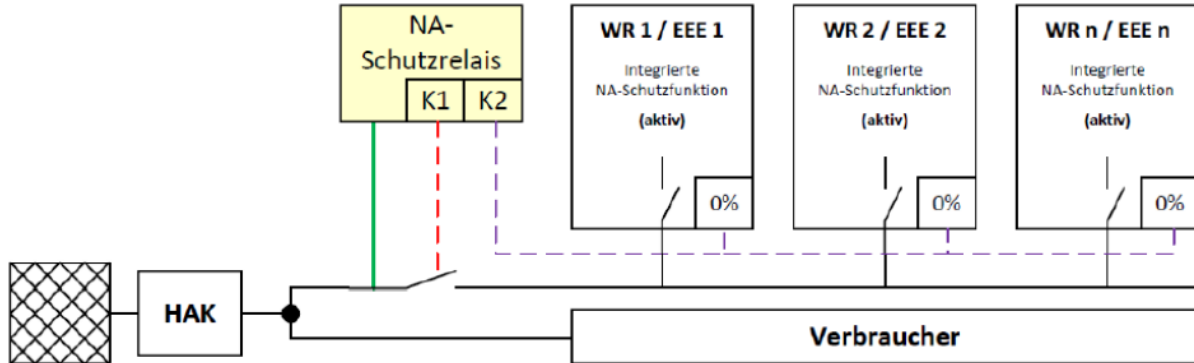 NA-
Schutzrelais
K1
K2
WR 1 / EEE 1
Integrierte
NA-Schutzfunktion
(aktiv)
0%
WR 2 / EEE 2
Integrierte
NA-Schutzfunktion
(aktiv)
0%
WR n / EEE n
Integrierte
NA-Schutzfunktion
(aktiv)
0%
HAK
Verbraucher